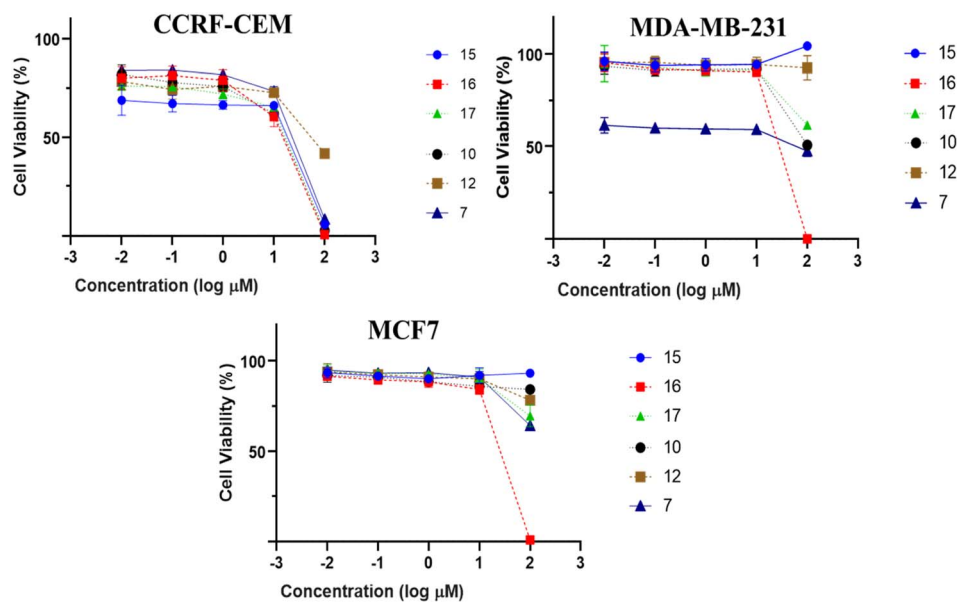 CCRF-CEM
Cell Viability (%)
100
50
-3 -2 -1 0 1 2 3
Concentration (log μM)
15
16
17
10
12
7
MDA-MB-231
Cell Viability (%)
100
50
-3 -2 -1 0 1 2 3
Concentration (log μM)
15
16
17
10
12
7
MCF7
Cell Viability (%)
100
50
-3 -2 -1 0 1 2 3
Concentration (log μM)
15
16
17
10
12
7